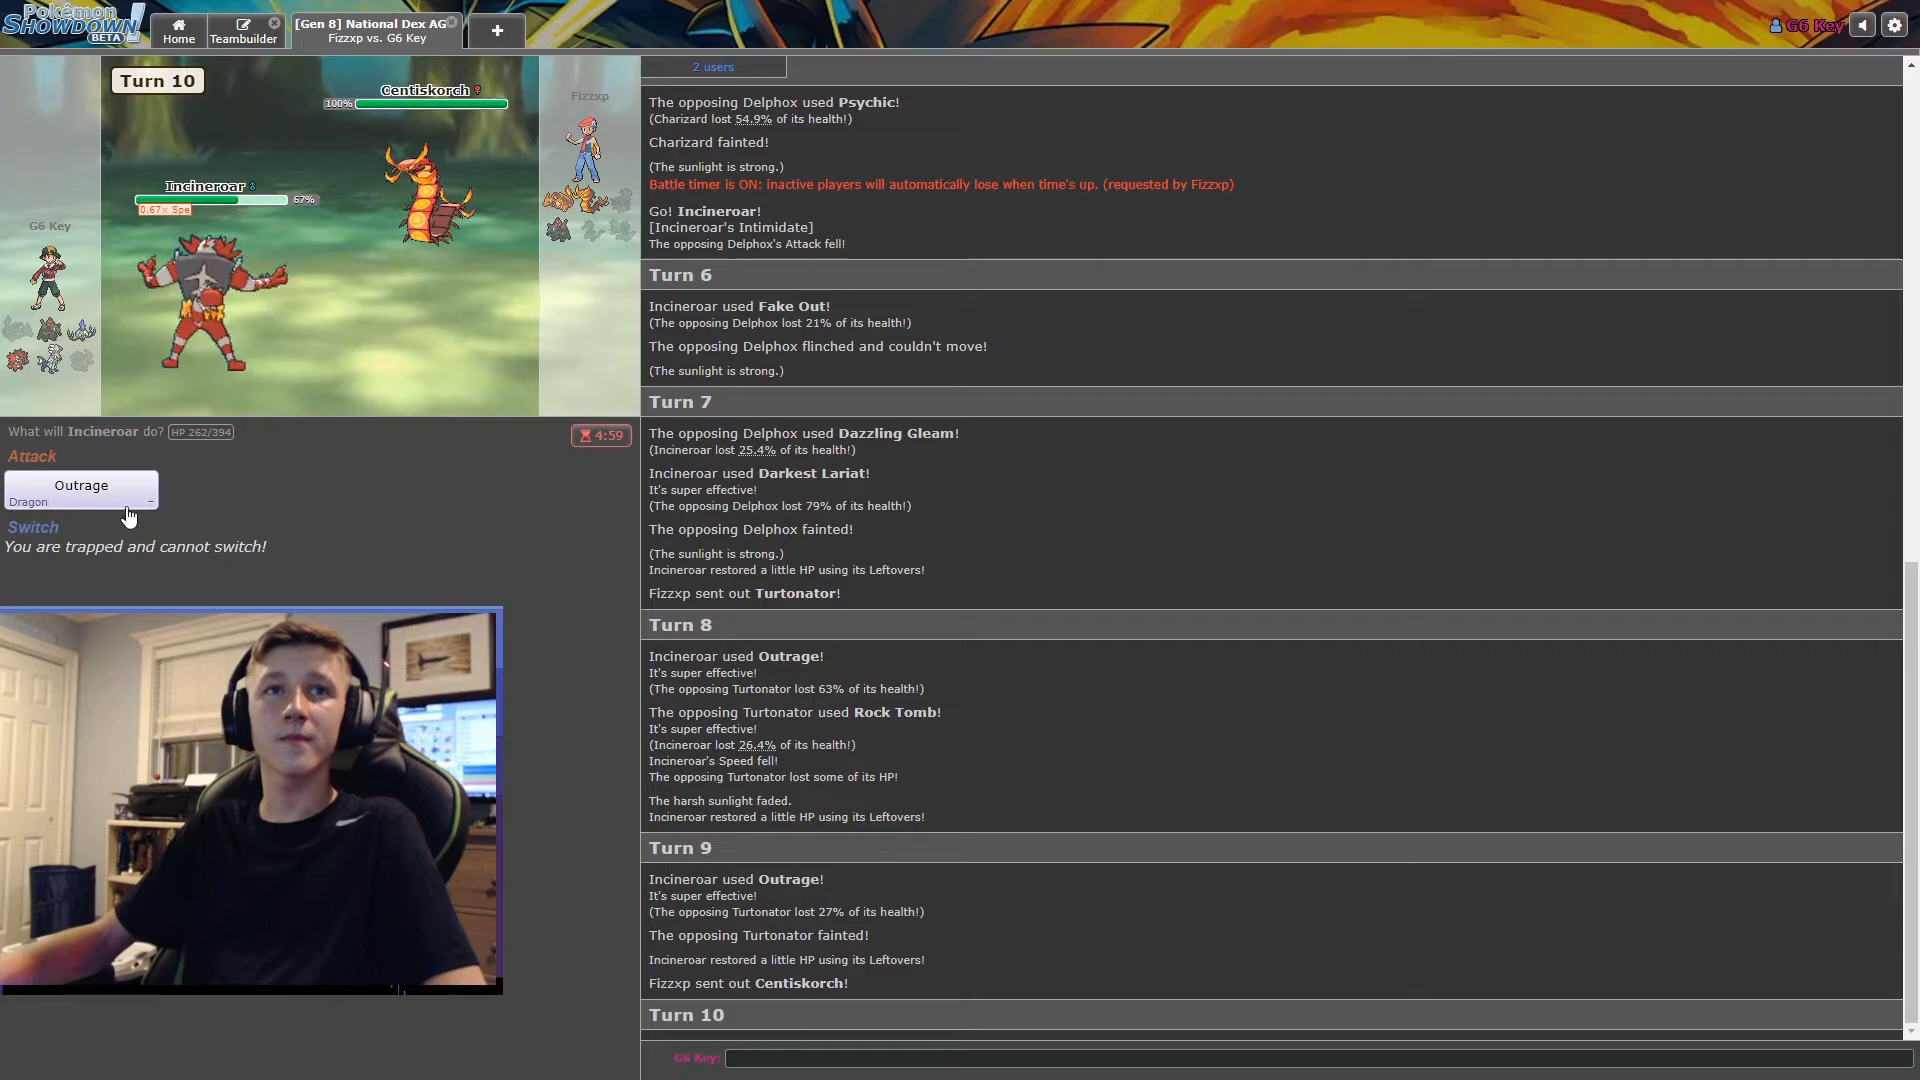 Pokémon
SHOWDOWN!
BETA
Home
Teambuilder
[Gen 8] National Dex AG
Fizzxp vs. G6 Key
+
G6 Key
Turn 10
Centiskorch ♀
100%
Fizzxp
Incineroar ♂
67%
0.67× Spe
G6 Key
What will Incineroar do? HP 262/394
4:59
Attack
Outrage
Dragon –
Switch
You are trapped and cannot switch!
2 users
The opposing Delphox used Psychic!
(Charizard lost 54.9% of its health!)
Charizard fainted!
(The sunlight is strong.)
Battle timer is ON: inactive players will automatically lose when time's up. (requested by Fizzxp)
Go! Incineroar!
[Incineroar's Intimidate]
The opposing Delphox's Attack fell!
Turn 6
Incineroar used Fake Out!
(The opposing Delphox lost 21% of its health!)
The opposing Delphox flinched and couldn't move!
(The sunlight is strong.)
Turn 7
The opposing Delphox used Dazzling Gleam!
(Incineroar lost 25.4% of its health!)
Incineroar used Darkest Lariat!
It's super effective!
(The opposing Delphox lost 79% of its health!)
The opposing Delphox fainted!
(The sunlight is strong.)
Incineroar restored a little HP using its Leftovers!
Fizzxp sent out Turtonator!
Turn 8
Incineroar used Outrage!
It's super effective!
(The opposing Turtonator lost 63% of its health!)
The opposing Turtonator used Rock Tomb!
It's super effective!
(Incineroar lost 26.4% of its health!)
Incineroar's Speed fell!
The opposing Turtonator lost some of its HP!
The harsh sunlight faded.
Incineroar restored a little HP using its Leftovers!
Turn 9
Incineroar used Outrage!
It's super effective!
(The opposing Turtonator lost 27% of its health!)
The opposing Turtonator fainted!
Incineroar restored a little HP using its Leftovers!
Fizzxp sent out Centiskorch!
Turn 10
G6 Key: